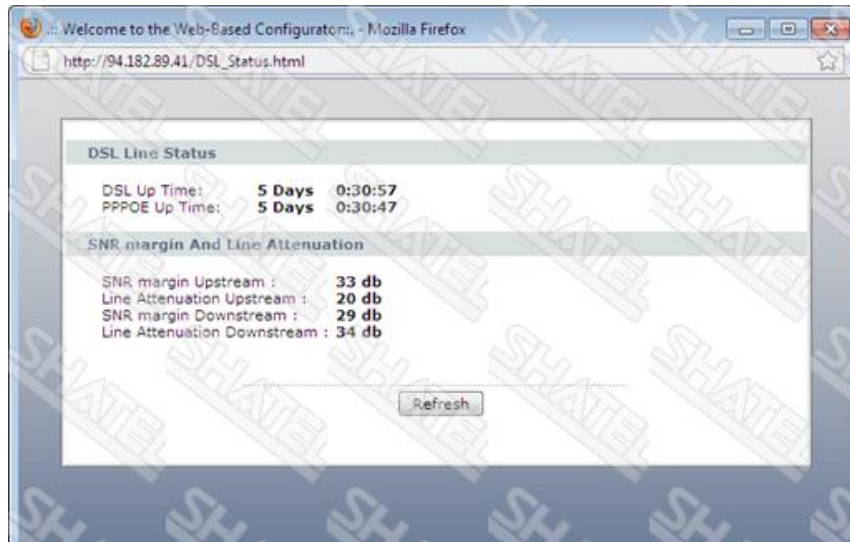 .:: Welcome to the Web-Based Configurator::. - Mozilla Firefox
http://94.182.89.41/DSL_Status.html
DSL Line Status
DSL Up Time: 5 Days 0:30:57
PPPOE Up Time: 5 Days 0:30:47
SNR margin And Line Attenuation
SNR margin Upstream : 33 db
Line Attenuation Upstream : 20 db
SNR margin Downstream : 29 db
Line Attenuation Downstream : 34 db
Refresh
SHATEL